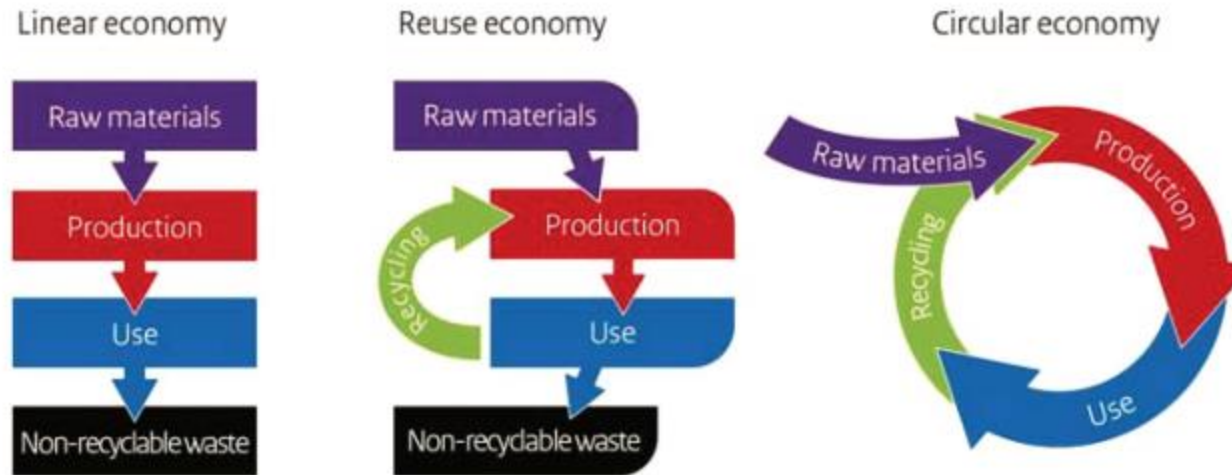 Linear economy
Raw materials
Production
Use
Non-recyclable waste
Reuse economy
Raw materials
Production
Recycling
Use
Non-recyclable waste
Circular economy
Raw materials
Production
Use
Recycling